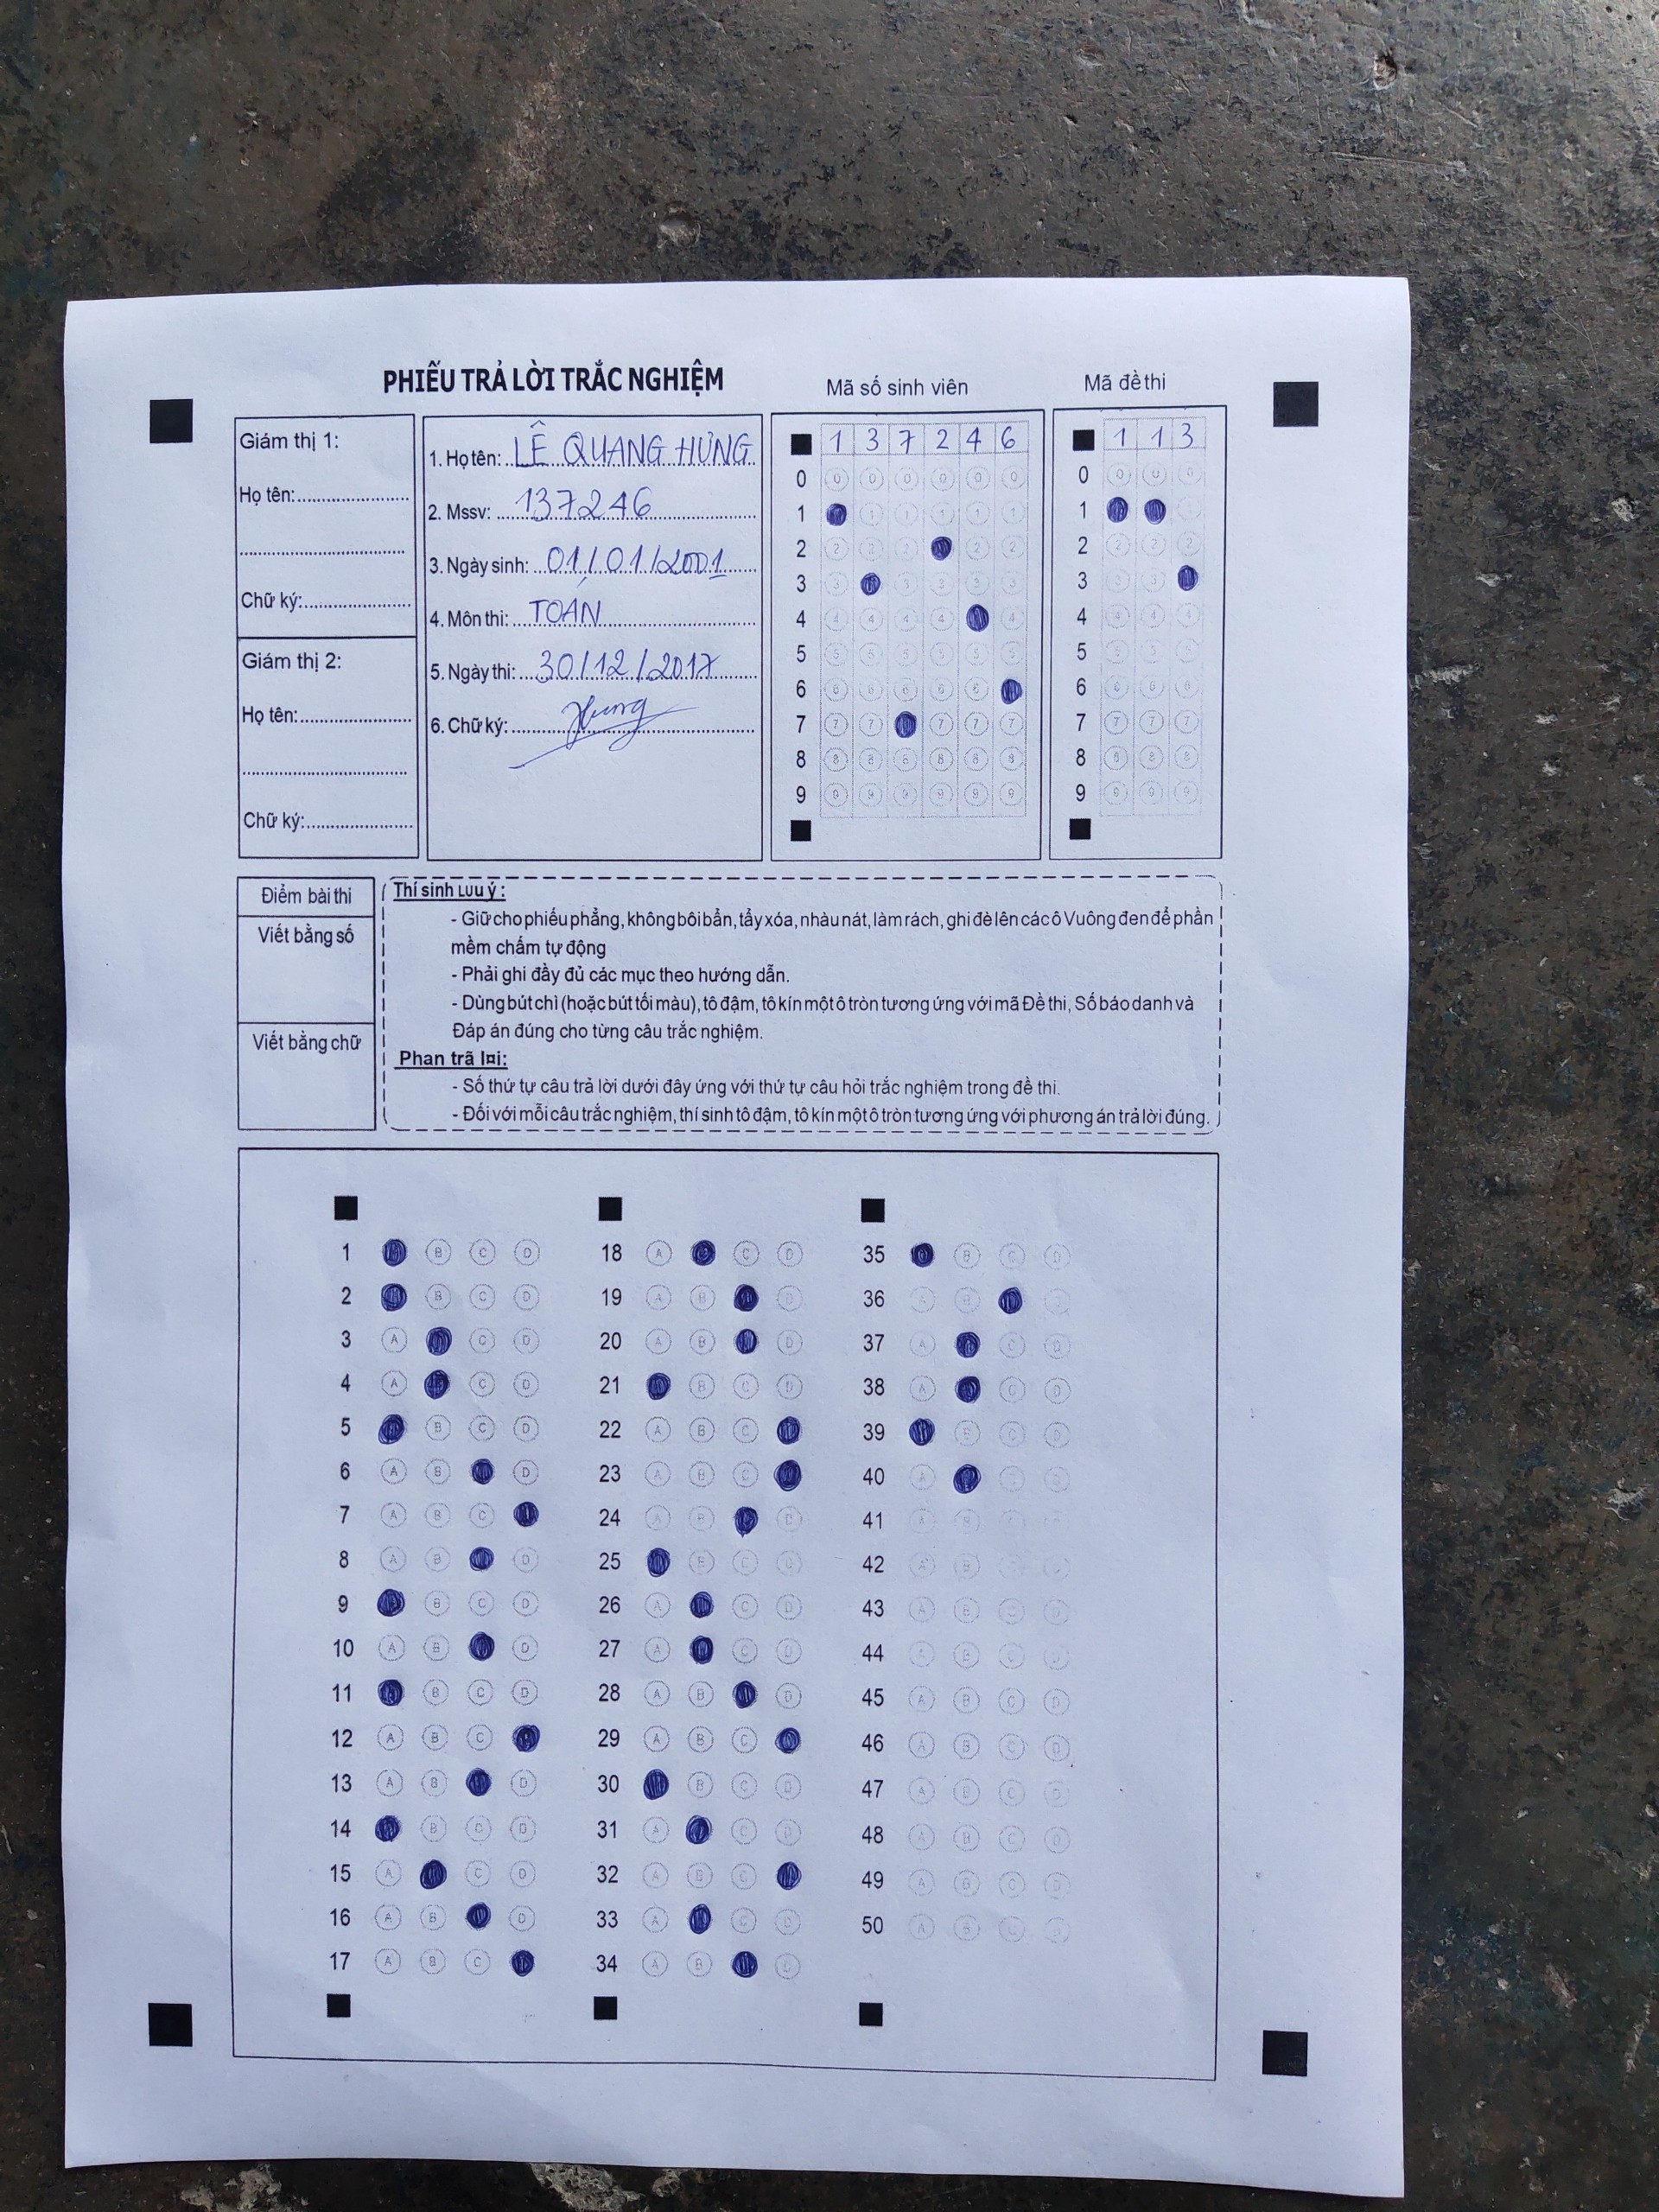 PHIẾU TRẢ LỜI TRẮC NGHIỆM
Mã số sinh viên
Mã đề thi
Giám thị 1:
Họ tên:
Chữ ký:
Giám thị 2:
Họ tên:
Chữ ký:
1. Họ tên: LÊ QUANG HƯNG
2. Mssv: 137246
3. Ngày sinh: 01/01/2001
4. Môn thi: TOÁN
5. Ngày thi: 30/12/2017
6. Chữ ký: Hưng
1 3 7 2 4 6
0 0 0 0 0 0 0
1 1 1 1 1 1
2 2 2 2 2 2
3 3 3 3 3 3
4 4 4 4 4 4
5 5 5 5 5 5 5
6 6 6 6 6 6
7 7 7 7 7 7
8 8 8 8 8 8 8
9 9 9 9 9 9 9
1 1 3
0 0 0 0
1 1
2 2 2 2
3 3 3
4 4 4 4
5 5 5 5
6 6 6 6
7 7 7 7
8 8 8 8
9 9 9 9
Điểm bài thi
Viết bằng số
Viết bằng chữ
Thí sinh Lưu ý :
- Giữ cho phiếu phẳng, không bôi bẩn, tẩy xóa, nhàu nát, làm rách, ghi đè lên các ô Vuông đen để phần
mềm chấm tự động
- Phải ghi đầy đủ các mục theo hướng dẫn.
- Dùng bút chì (hoặc bút tối màu), tô đậm, tô kín một ô tròn tương ứng với mã Đề thi, Số báo danh và
Đáp án đúng cho từng câu trắc nghiệm.
Phan trã l¤i:
- Số thứ tự câu trả lời dưới đây ứng với thứ tự câu hỏi trắc nghiệm trong đề thi.
- Đối với mỗi câu trắc nghiệm, thí sinh tô đậm, tô kín một ô tròn tương ứng với phương án trả lời đúng.
1 B C D
2 B C D
3 A C D
4 A C D
5 B C D
6 A B D
7 A B C
8 A B D
9 B C D
10 A B D
11 B C D
12 A B C
13 A B D
14 B C D
15 A C D
16 A B D
17 A B C
18 A C D
19 A B D
20 A B D
21 B C D
22 A B C
23 A B C
24 A B D
25 B C D
26 A C D
27 A C D
28 A B D
29 A B C
30 B C D
31 A C D
32 A B C
33 A C D
34 A B D
35 B C D
36 A B D
37 A C D
38 A C D
39 B C D
40 A C D
41 A B
42 A B
43 A B C D
44 A B C D
45 A B C D
46 A B C D
47 A B C D
48 A B C D
49 A B C D
50 A B C D